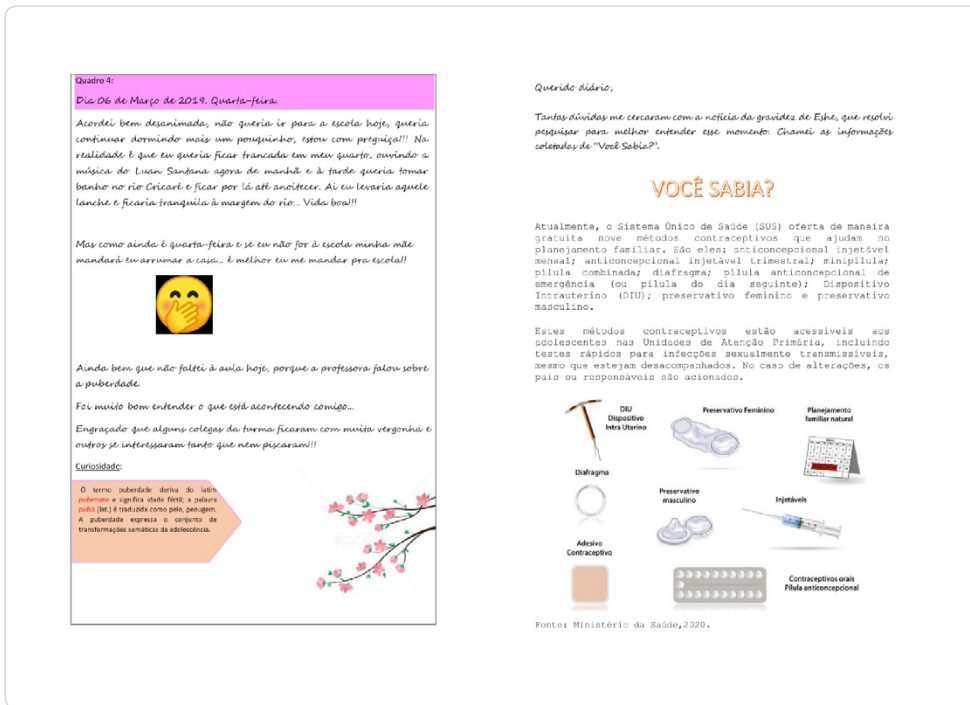 Quadro 4:
Dia 06 de Março de 2019. Quarta-feira.
Acordei bem desanimada, não queria ir para a escola hoje, queria
continuar dormindo mais um pouquinho, estou com preguiça!!! Na
realidade é que eu queria ficar trancada em meu quarto, ouvindo a
música do Luan Santana agora de manhã e à tarde queria tomar
banho no rio Cricaré e ficar por lá até anoitecer. Aí eu levaria aquele
lanche e ficaria tranquila à margem do rio... Vida boa!!!
Mas como ainda é quarta-feira e se eu não for à escola minha mãe
mandará eu arrumar a casa... é melhor eu me mandar pra escola!!
Ainda bem que não faltei à aula hoje, porque a professora falou sobre
a puberdade.
Foi muito bom entender o que está acontecendo comigo...
Engraçado que alguns colegas da turma ficaram com muita vergonha e
outros se interessaram tanto que nem piscaram!!!
Curiosidade:
O termo puberdade deriva do latim
pubertate e significa idade fértil; a palavra
pubis (lat.) é traduzida como pelo, penugem.
A puberdade expressa o conjunto de
transformações somáticas da adolescência.
Querido diário,
Tantas dúvidas me cercaram com a notícia da gravidez de Eshe, que resolvi
pesquisar para melhor entender esse momento. Chamei as informações
coletadas de "Você Sabia?".
VOCÊ SABIA?
Atualmente, o Sistema Único de Saúde (SUS) oferta de maneira
gratuita nove métodos contraceptivos que ajudam no
planejamento familiar. São eles: anticoncepcional injetável
mensal; anticoncepcional injetável trimestral; minipílula;
pílula combinada; diafragma; pílula anticoncepcional de
emergência (ou pílula do dia seguinte); Dispositivo
Intrauterino (DIU); preservativo feminino e preservativo
masculino.
Estes métodos contraceptivos estão acessíveis aos
adolescentes nas Unidades de Atenção Primária, incluindo
testes rápidos para infecções sexualmente transmissíveis,
mesmo que estejam desacompanhados. No caso de alterações, os
pais ou responsáveis são acionados.
DIU
Dispositivo
Intra Uterino
Preservativo Feminino
Planejamento
familiar natural
Diafragma
Preservativo
masculino
Injetáveis
Adesivo
Contraceptivo
Contraceptivos orais
Pílula anticoncepcional
Fonte: Ministério da Saúde,2020.